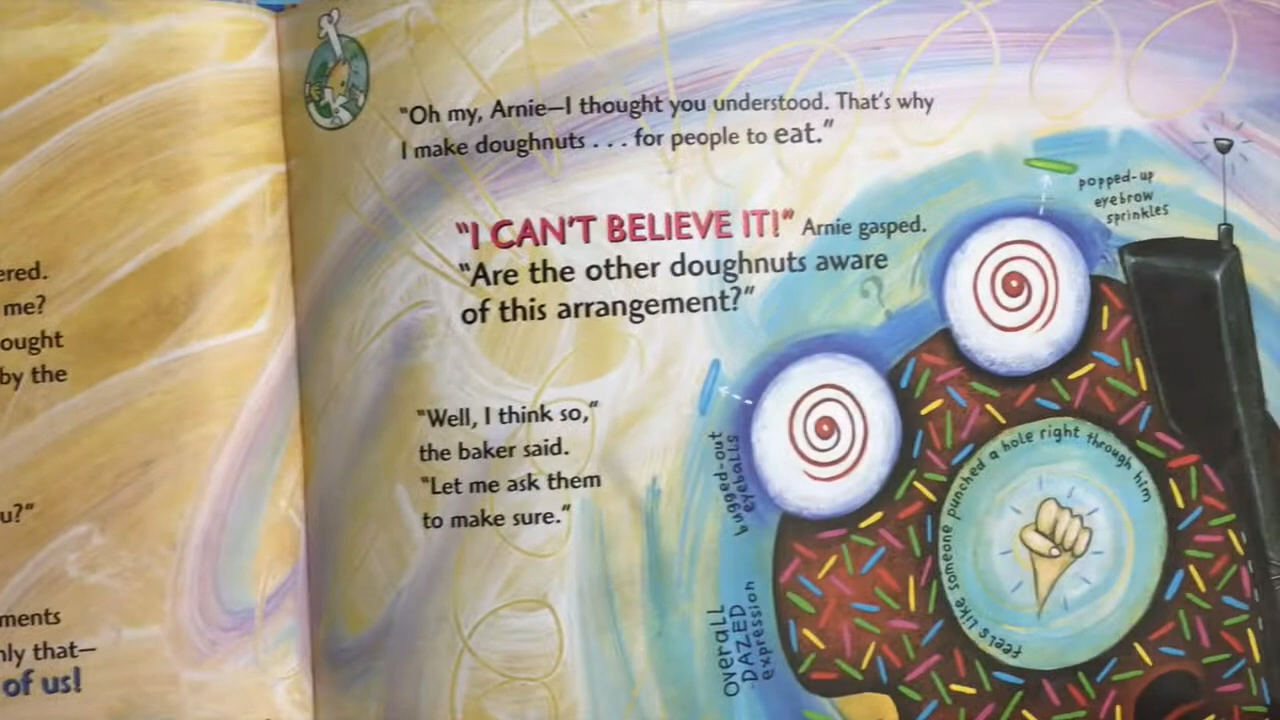 ered.
me?
ought
by the
u?"
ments
nly that—
of us!
"Oh my, Arnie—I thought you understood. That's why
I make doughnuts . . . for people to eat."
"I CAN'T BELIEVE IT!" Arnie gasped.
"Are the other doughnuts aware
of this arrangement?"
"Well, I think so,"
the baker said.
"Let me ask them
to make sure."
popped-up
eyebrow
sprinkles
?
bugged-out
eyeballs
overall
DAZED
expression
feels like someone punched a hole right through him